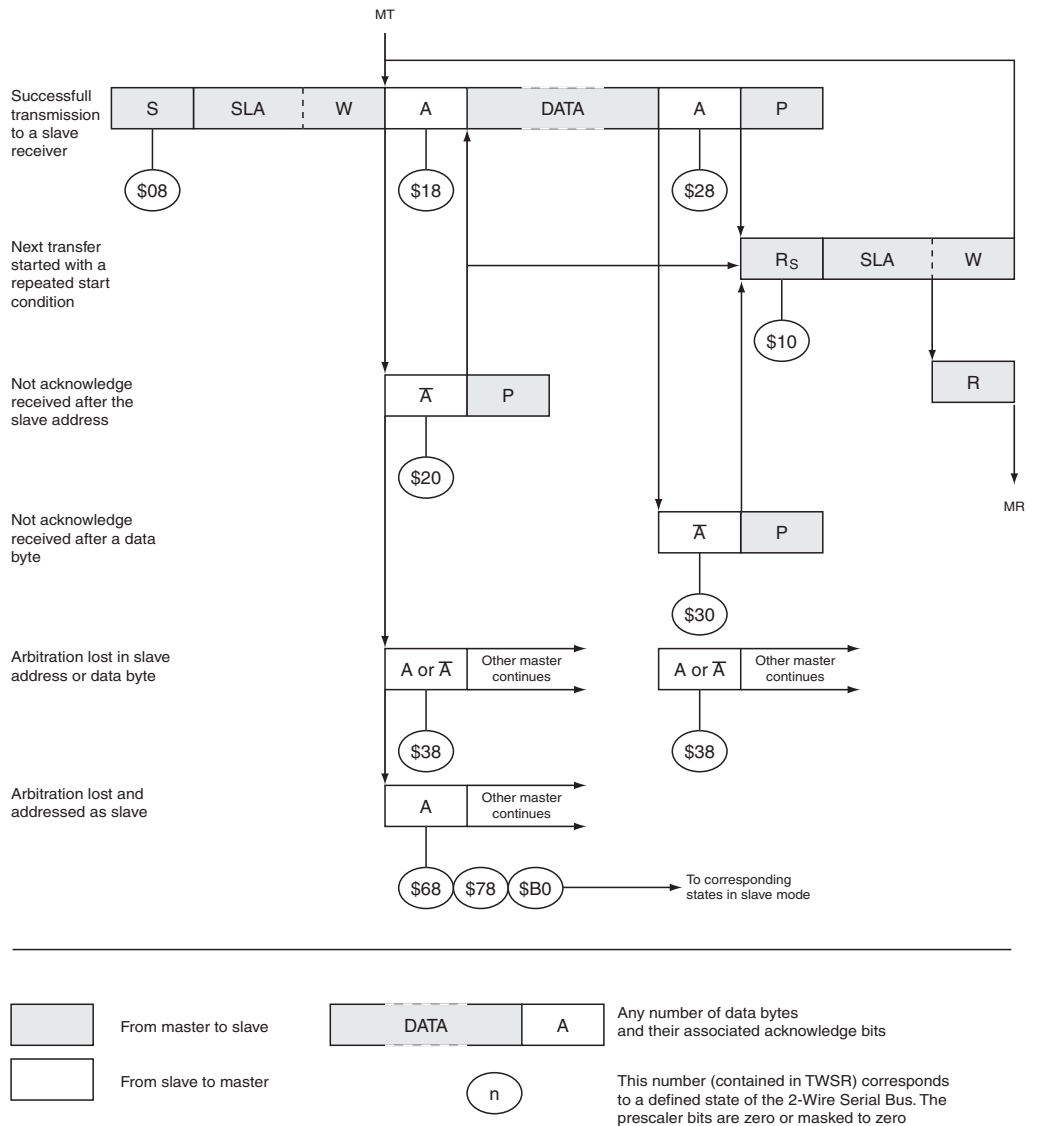 MT
Successfull
transmission
to a slave
receiver
S SLA W A DATA A P
$08 $18 $28
Next transfer
started with a
repeated start
condition
RS SLA W
$10
Not acknowledge
received after the
slave address
A̅ P
R
$20
MR
Not acknowledge
received after a data
byte
A̅ P
$30
Arbitration lost in slave
address or data byte
A or A̅ Other master
continues
A or A̅ Other master
continues
$38 $38
Arbitration lost and
addressed as slave
A Other master
continues
$68 $78 $B0 To corresponding
states in slave mode
From master to slave
DATA A
Any number of data bytes
and their associated acknowledge bits
From slave to master
n
This number (contained in TWSR) corresponds
to a defined state of the 2-Wire Serial Bus. The
prescaler bits are zero or masked to zero